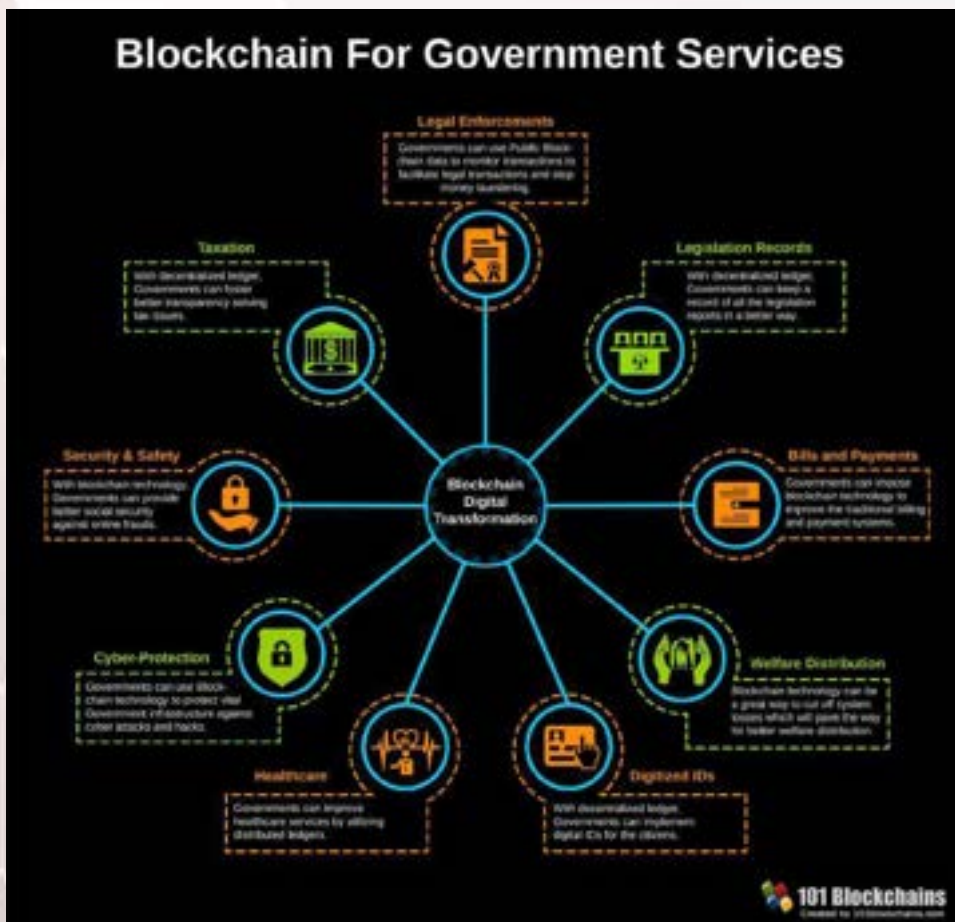 Blockchain For Government Services
Legal Enforcements
Governments can use Public Block-
chain data to monitor transactions to
facilitate legal transactions and stop
money laundering.
Taxation
With decentralized ledger,
Governments can foster
better transparency solving
tax issues.
Legislation Records
With decentralized ledger,
Governments can keep a
record of all the legislation
reports in a better way.
Security & Safety
With blockchain technology
Governments can provide
better social security
against online frauds.
Blockchain
Digital
Transformation
Bills and Payments
Governments can impose
blockchain technology to
improve the traditional billing
and payment systems.
Cyber-Protection
Governments can use Block-
chain technology to protect vital
Government infrastructure against
cyber attacks and hacks.
Welfare Distribution
Blockchain technology can be
a great way to cut off system
losses which will pave the way
for better welfare distribution.
Healthcare
Governments can improve
healthcare services by utilizing
distributed ledgers.
Digitized IDs
With decentralized ledger,
Governments can implement
digital IDs for the citizens.
101 Blockchains
Created by 101blockchains.com